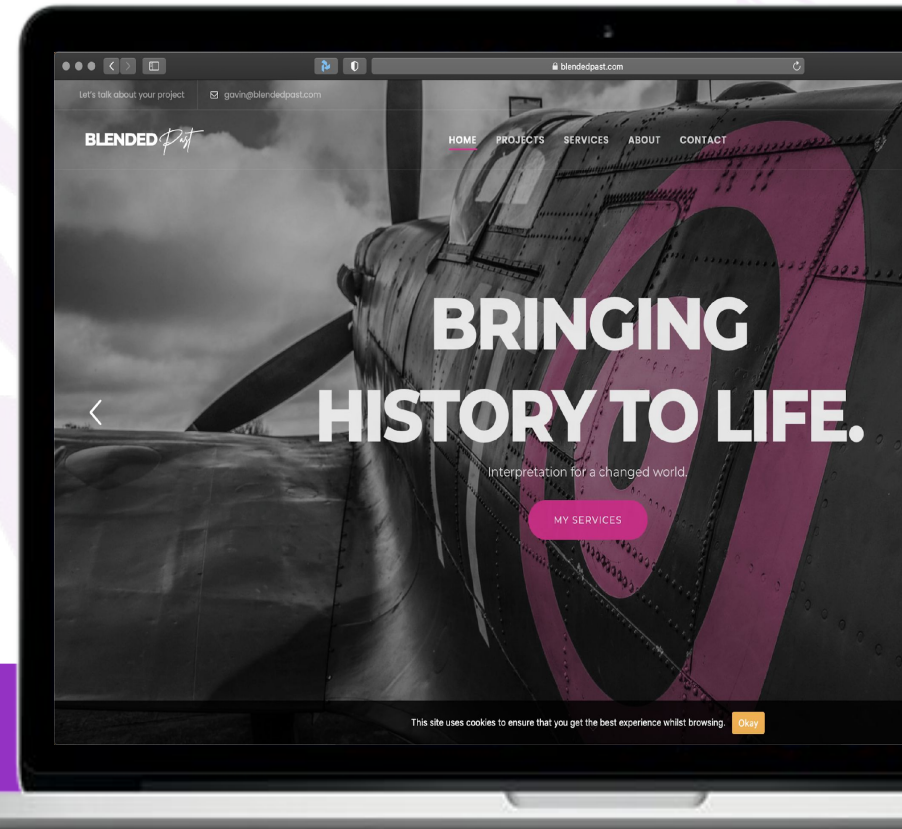 blendedpast.com
Let's talk about your project
gavin@blendedpast.com
BLENDED Past
HOME PROJECTS SERVICES ABOUT CONTACT
BRINGING
HISTORY TO LIFE.
Interpretation for a changed world.
MY SERVICES
This site uses cookies to ensure that you get the best experience whilst browsing. Okay